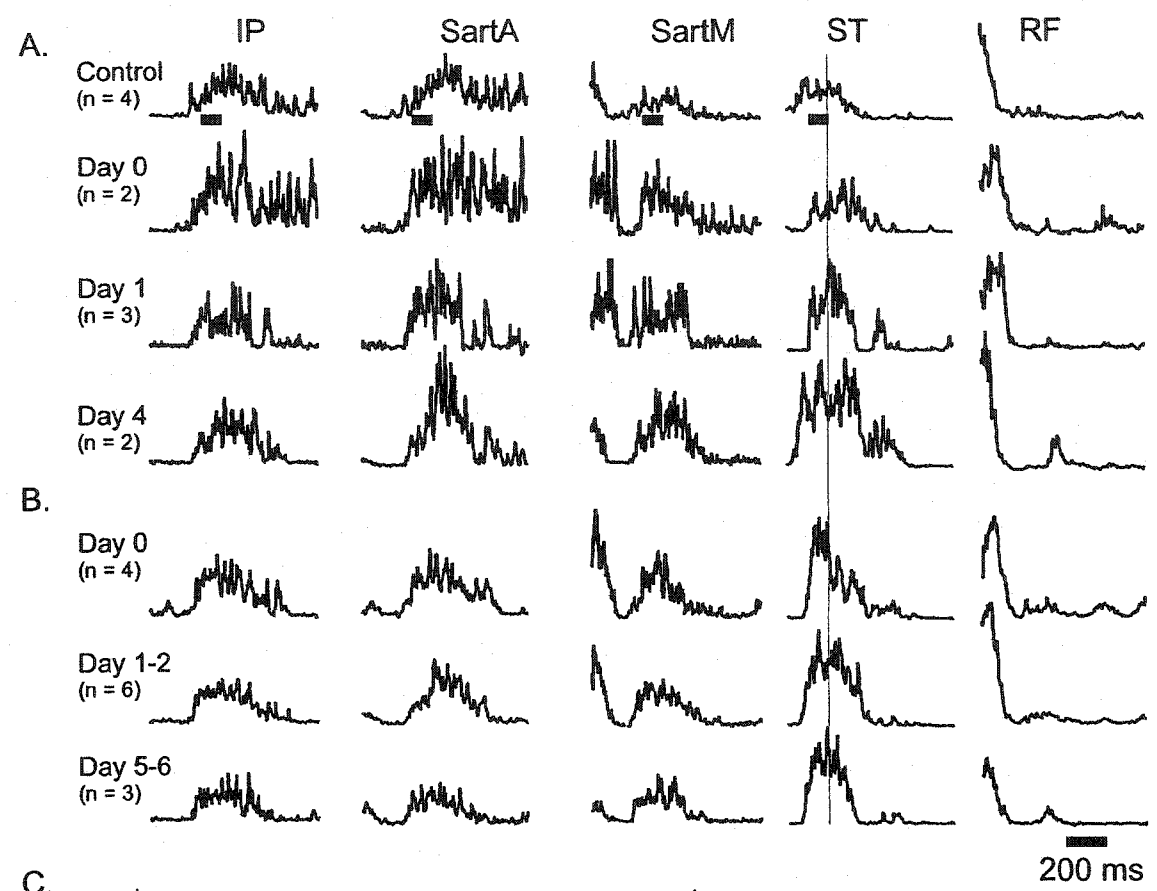 A.
IP SartA SartM ST RF
Control
(n = 4)
Day 0
(n = 2)
Day 1
(n = 3)
Day 4
(n = 2)
B.
Day 0
(n = 4)
Day 1-2
(n = 6)
Day 5-6
(n = 3)
200 ms
C.